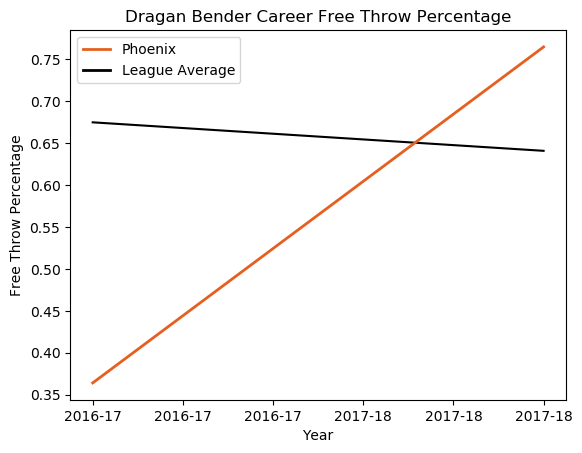 Dragan Bender Career Free Throw Percentage
Phoenix
League Average
Free Throw Percentage
0.75
0.70
0.65
0.60
0.55
0.50
0.45
0.40
0.35
2016-17 2016-17 2016-17 2017-18 2017-18 2017-18
Year